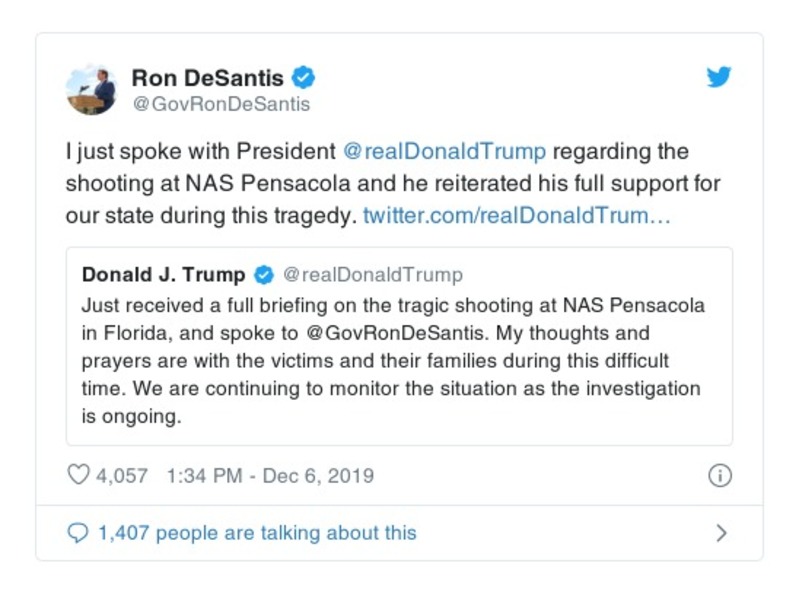 Ron DeSantis
@GovRonDeSantis
I just spoke with President @realDonaldTrump regarding the
shooting at NAS Pensacola and he reiterated his full support for
our state during this tragedy. twitter.com/realDonaldTrum…
Donald J. Trump @realDonaldTrump
Just received a full briefing on the tragic shooting at NAS Pensacola
in Florida, and spoke to @GovRonDeSantis. My thoughts and
prayers are with the victims and their families during this difficult
time. We are continuing to monitor the situation as the investigation
is ongoing.
4,057 1:34 PM - Dec 6, 2019
1,407 people are talking about this